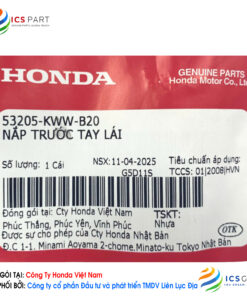 ICS PART
HONDA
GENUINE PARTS
Honda Motor Co.,
53205-KWW-B20
NẮP TRƯỚC TAY LÁI
Số lượng: 1 Cái
NSX: 11-04-2025
Tiêu chuẩn áp dụng:
G5D11S
TCCS: 01|2008|HVN
Đóng gói tại: Cty Honda Việt Nam
TSKT:
Phúc Thắng, Phúc Yên, Vĩnh Phúc
Nhưa
Được sự cho phép của Cty Honda Nhật Bản
OTK
Đ.C 1-1, Minami Aoyama 2-chome, Minato-ku Tokyo Nhật Bản
GÓI TẠI: Công Ty Honda Việt Nam
PHỐI BỞI: Công ty cổ phần Đầu tư và phát triển TMDV Liên Lục Địa
ICS